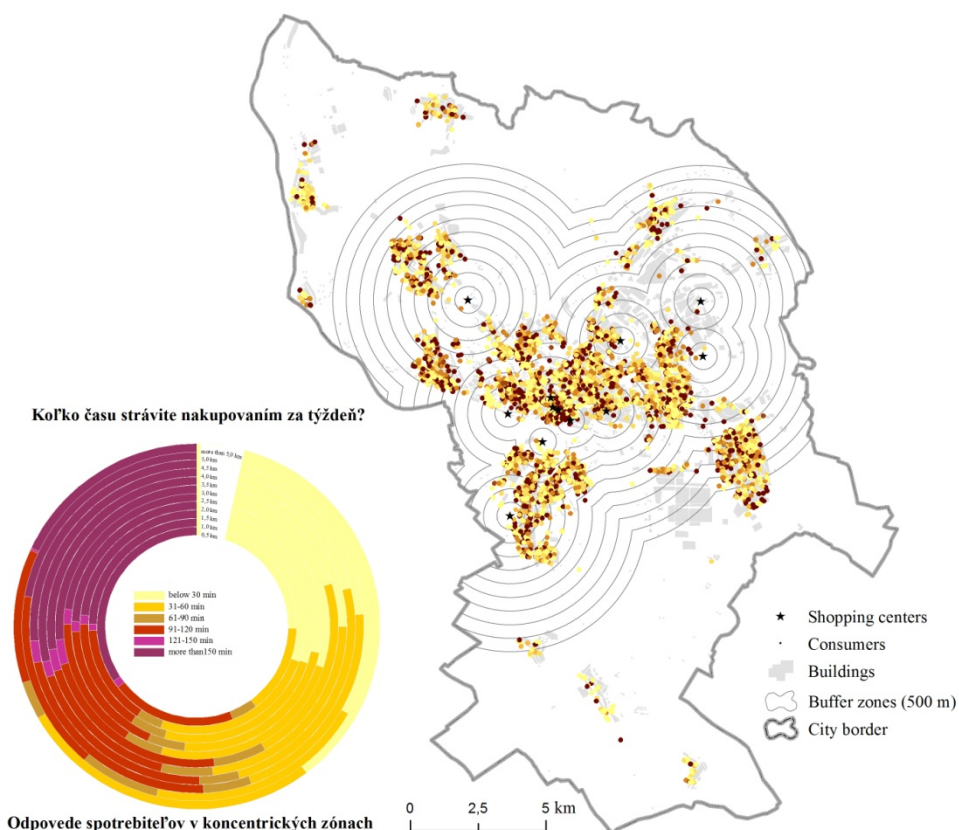 Koľko času strávite nakupovaním za týždeň?
more than 5,0 km
5,0 km
4,5 km
4,0 km
3,5 km
3,0 km
2,5 km
2,0 km
1,5 km
1,0 km
0,5 km
below 30 min
31-60 min
61-90 min
91-120 min
121-150 min
more than150 min
Shopping centers
Consumers
Buildings
Buffer zones (500 m)
City border
0 2,5 5 km
Odpovede spotrebiteľov v koncentrických zónach